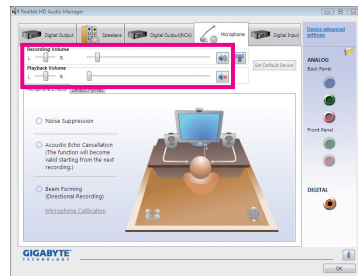 Realtek HD Audio Manager
Digital Output
Speakers
Digital Output(RCA)
Microphone
Digital Input
Device advanced
settings
Recording Volume
L
R
Playback Volume
L
R
Set Default Device
Default Format
Noise Suppression
Acoustic Echo Cancellation
(The function will become
valid starting from the next
recording.)
Beam Forming
(Directional Recording)
Microphone Calibration
ANALOG
Back Panel
Front Panel
DIGITAL
GIGABYTE
TECHNOLOGY
i
OK